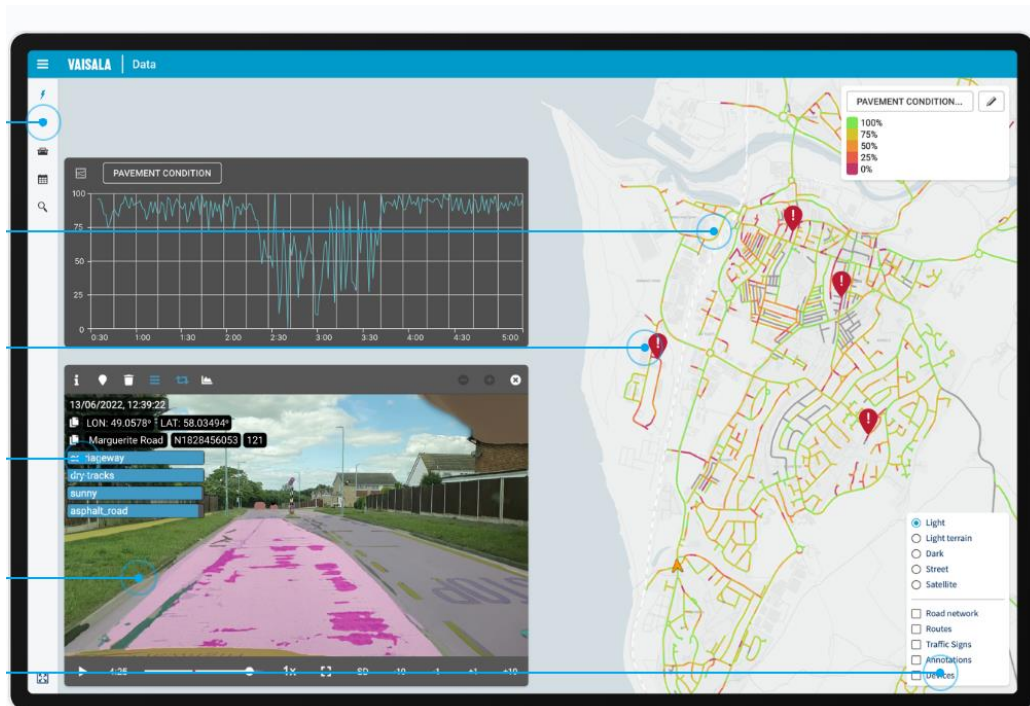 VAISALA Data
PAVEMENT CONDITION...
100%
75%
50%
25%
0%
PAVEMENT CONDITION
100
75
50
25
0
0:30 1:00 1:30 2:00 2:30 3:00 3:30 4:00 4:30 5:00
13/06/2022, 12:39:22
LON: 49.0578° LAT: 58.03494°
Marguerite Road N1828456053 121
dry tracks
sunny
asphalt_road
4:25 1x SD -10 -1 +1 +10
Light
Light terrain
Dark
Street
Satellite
Road network
Routes
Traffic Signs
Annotations
Devices